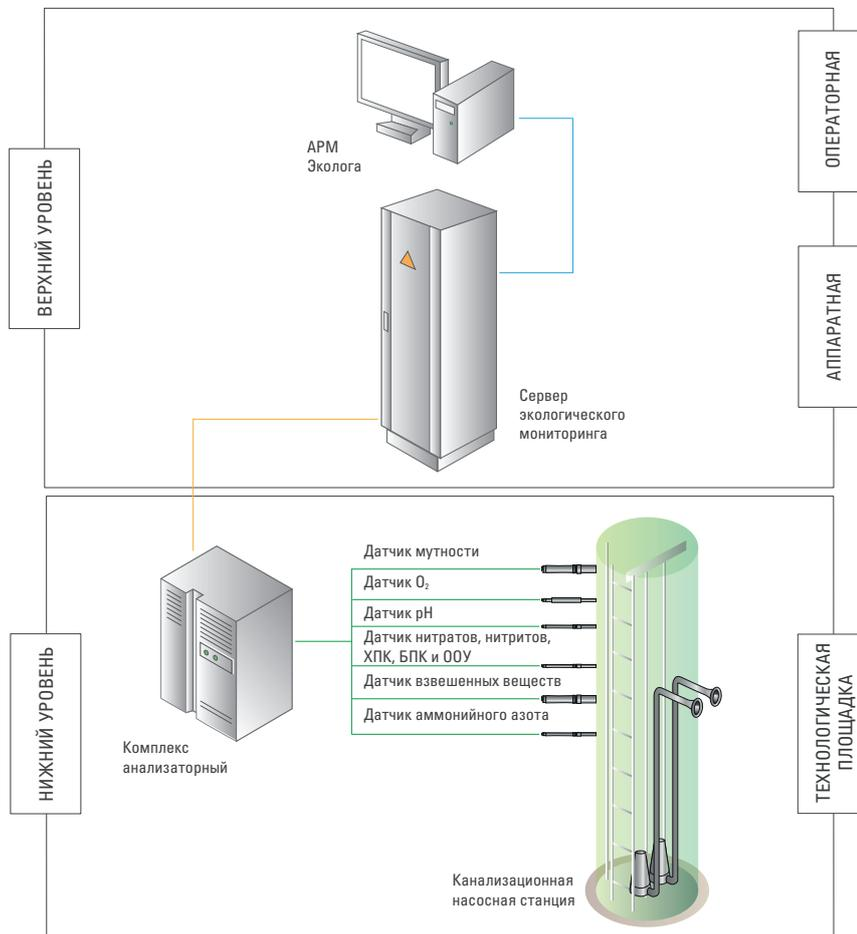 ВЕРХНИЙ УРОВЕНЬ
ОПЕРАТОРНАЯ
АРМ
Эколога
АППАРАТНАЯ
Сервер
экологического
мониторинга
НИЖНИЙ УРОВЕНЬ
Датчик мутности
Датчик O₂
Датчик pH
Датчик нитратов, нитритов,
ХПК, БПК и ООУ
Датчик взвешенных веществ
Датчик аммонийного азота
Комплекс
анализаторный
ТЕХНОЛОГИЧЕСКАЯ
ПЛОЩАДКА
Канализационная
насосная станция